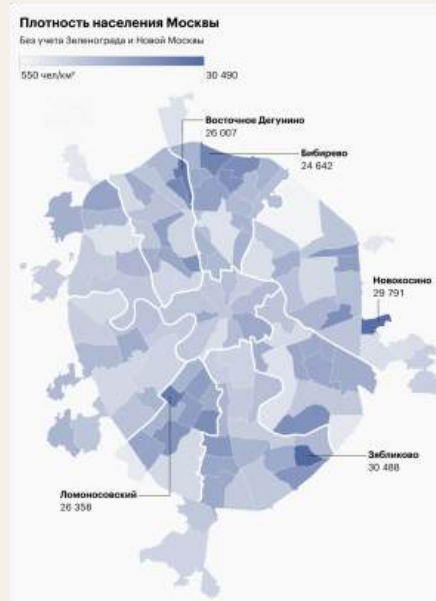 Плотность населения Москвы
Без учета Зеленограда и Новой Москвы
550 чел/км²
30 490
Восточное Дегунино
26 007
Бибирево
24 642
Новокосино
29 791
Зябликово
30 488
Ломоносовский
26 358